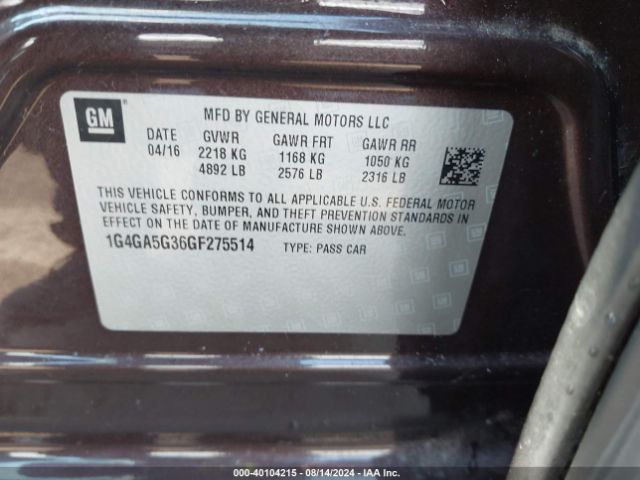 GM
MFD BY GENERAL MOTORS LLC
DATE GVWR GAWR FRT GAWR RR
04/16 2218 KG 1168 KG 1050 KG
4892 LB 2576 LB 2316 LB
THIS VEHICLE CONFORMS TO ALL APPLICABLE U.S. FEDERAL MOTOR
VEHICLE SAFETY, BUMPER, AND THEFT PREVENTION STANDARDS IN
EFFECT ON THE DATE OF MANUFACTURE SHOWN ABOVE.
1G4GA5G36GF275514 TYPE: PASS CAR
000-40104215 - 08/14/2024 - IAA Inc.